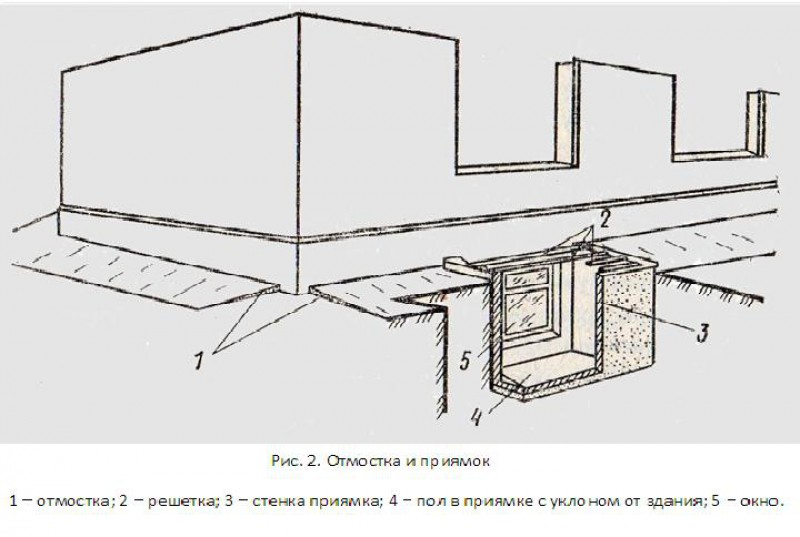 2
3
1
5
4
Рис. 2. Отмостка и приямок
1 – отмостка; 2 – решетка; 3 – стенка приямка; 4 – пол в приямке с уклоном от здания; 5 – окно.